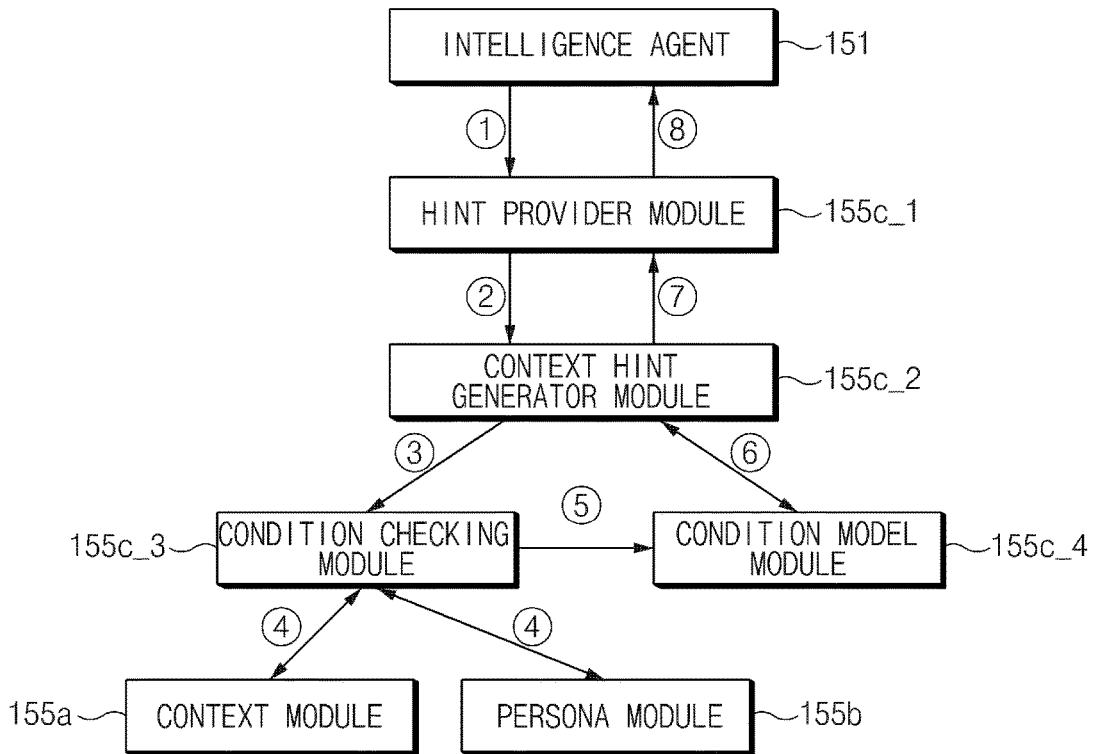 INTELLIGENCE AGENT
151
①
⑧
HINT PROVIDER MODULE
155c_1
②
⑦
CONTEXT HINT
GENERATOR MODULE
155c_2
③
⑥
⑤
155c_3
CONDITION CHECKING
MODULE
CONDITION MODEL
MODULE
155c_4
④
④
155a
CONTEXT MODULE
PERSONA MODULE
155b